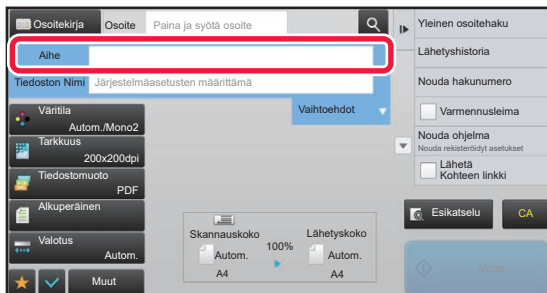 Osoitekirja
Osoite
Paina ja syötä osoite
Aihe
Tiedoston Nimi
Järjestelmäasetusten määrittämä
Väritila
Autom./Mono2
Tarkkuus
200x200dpi
Tiedostomuoto
PDF
Alkuperäinen
Valotus
Autom.
Muut
Vaihtoehdot
Skannauskoko
Autom.
A4
100%
Lähetyskoko
Autom.
A4
Yleinen osoitehaku
Lähetyshistoria
Nouda hakunumero
Varmennusleima
Nouda ohjelma
Nouda rekisteröidyt asetukset
Lähetä
Kohteen linkki
Esikatselu
CA
Aloita